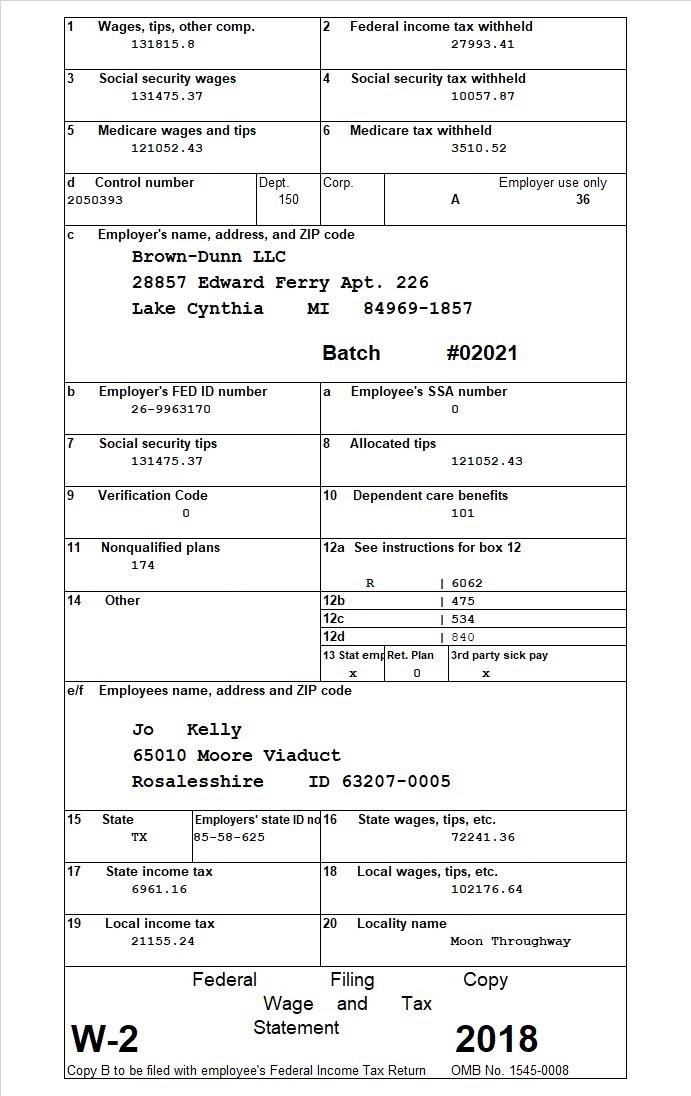 1 Wages, tips, other comp. 2 Federal income tax withheld
131815.8 27993.41
3 Social security wages 4 Social security tax withheld
131475.37 10057.87
5 Medicare wages and tips 6 Medicare tax withheld
121052.43 3510.52
d Control number Dept. Corp. Employer use only
2050393 150 A 36
c Employer's name, address, and ZIP code
Brown-Dunn LLC
28857 Edward Ferry Apt. 226
Lake Cynthia MI 84969-1857
Batch #02021
b Employer's FED ID number a Employee's SSA number
26-9963170 0
7 Social security tips 8 Allocated tips
131475.37 121052.43
9 Verification Code 10 Dependent care benefits
0 101
11 Nonqualified plans 12a See instructions for box 12
174
R | 6062
14 Other 12b | 475
12c | 534
12d | 840
13 Stat emp Ret. Plan 3rd party sick pay
x 0 x
e/f Employees name, address and ZIP code
Jo Kelly
65010 Moore Viaduct
Rosalesshire ID 63207-0005
15 State Employers' state ID no 16 State wages, tips, etc.
TX 85-58-625 72241.36
17 State income tax 18 Local wages, tips, etc.
6961.16 102176.64
19 Local income tax 20 Locality name
21155.24 Moon Throughway
Federal Filing Copy
Wage and Tax
Statement
W-2 2018
Copy B to be filed with employee's Federal Income Tax Return OMB No. 1545-0008